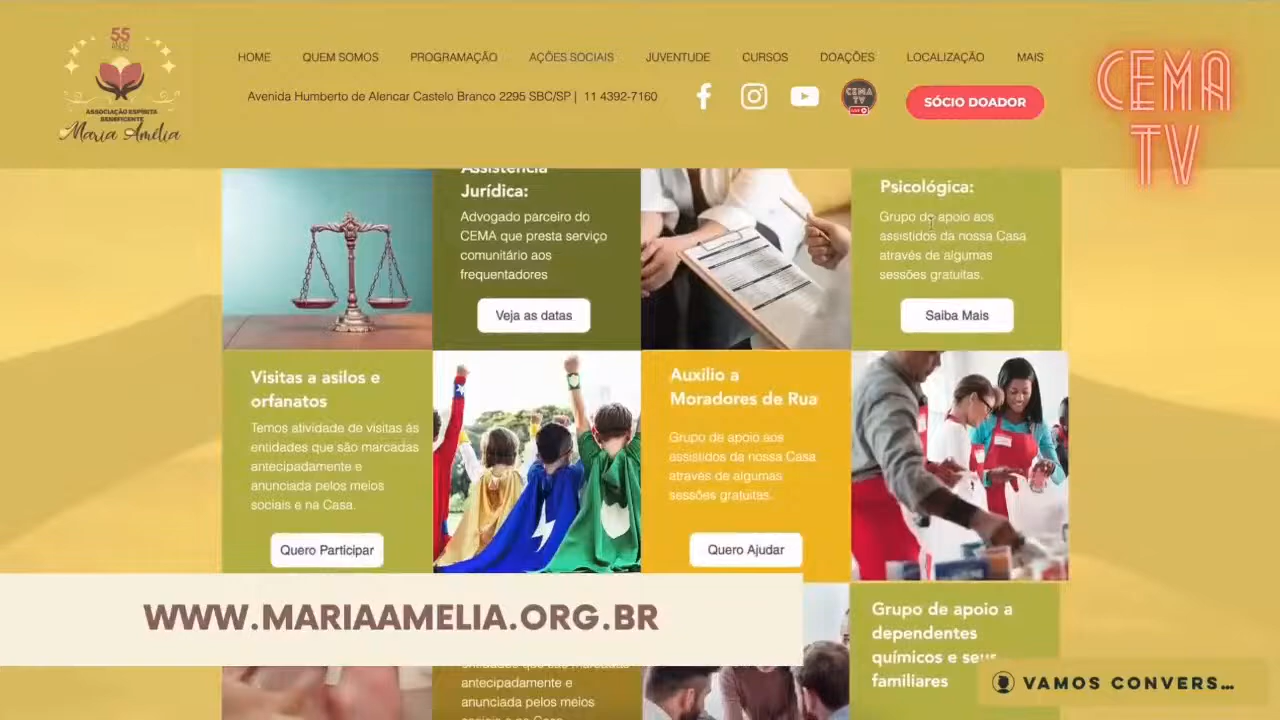 55
ANOS
ASSOCIAÇÃO ESPÍRITA
BENEFICENTE
Maria Amélia
HOME QUEM SOMOS PROGRAMAÇÃO AÇÕES SOCIAIS JUVENTUDE CURSOS DOAÇÕES LOCALIZAÇÃO MAIS
Avenida Humberto de Alencar Castelo Branco 2295 SBC/SP | 11 4392-7160
CEMA
TV
SÓCIO DOADOR
CEMA
TV
Assistência
Jurídica:
Advogado parceiro do
CEMA que presta serviço
comunitário aos
frequentadores
Veja as datas
Psicológica:
Grupo de apoio aos
assistidos da nossa Casa
através de algumas
sessões gratuitas.
Saiba Mais
Visitas a asilos e
orfanatos
Temos atividade de visitas às
entidades que são marcadas
antecipadamente e
anunciada pelos meios
sociais e na Casa.
Quero Participar
Auxilio a
Moradores de Rua
Grupo de apoio aos
assistidos da nossa Casa
através de algumas
sessões gratuitas.
Quero Ajudar
WWW.MARIAAMELIA.ORG.BR
entidades que são marcadas
antecipadamente e
anunciada pelos meios
sociais e na Casa.
Grupo de apoio a
dependentes
químicos e seus
familiares
VAMOS CONVERS...